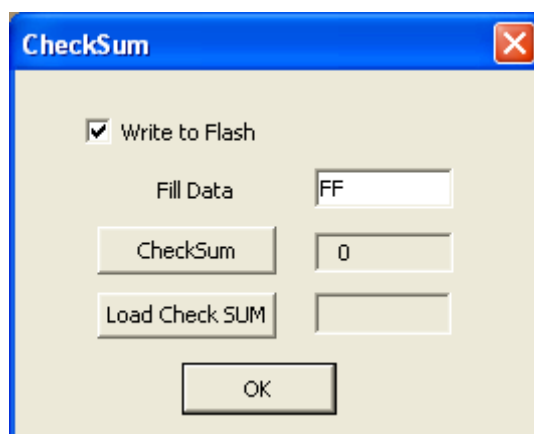 CheckSum
Write to Flash
Fill Data FF
CheckSum 0
Load Check SUM
OK